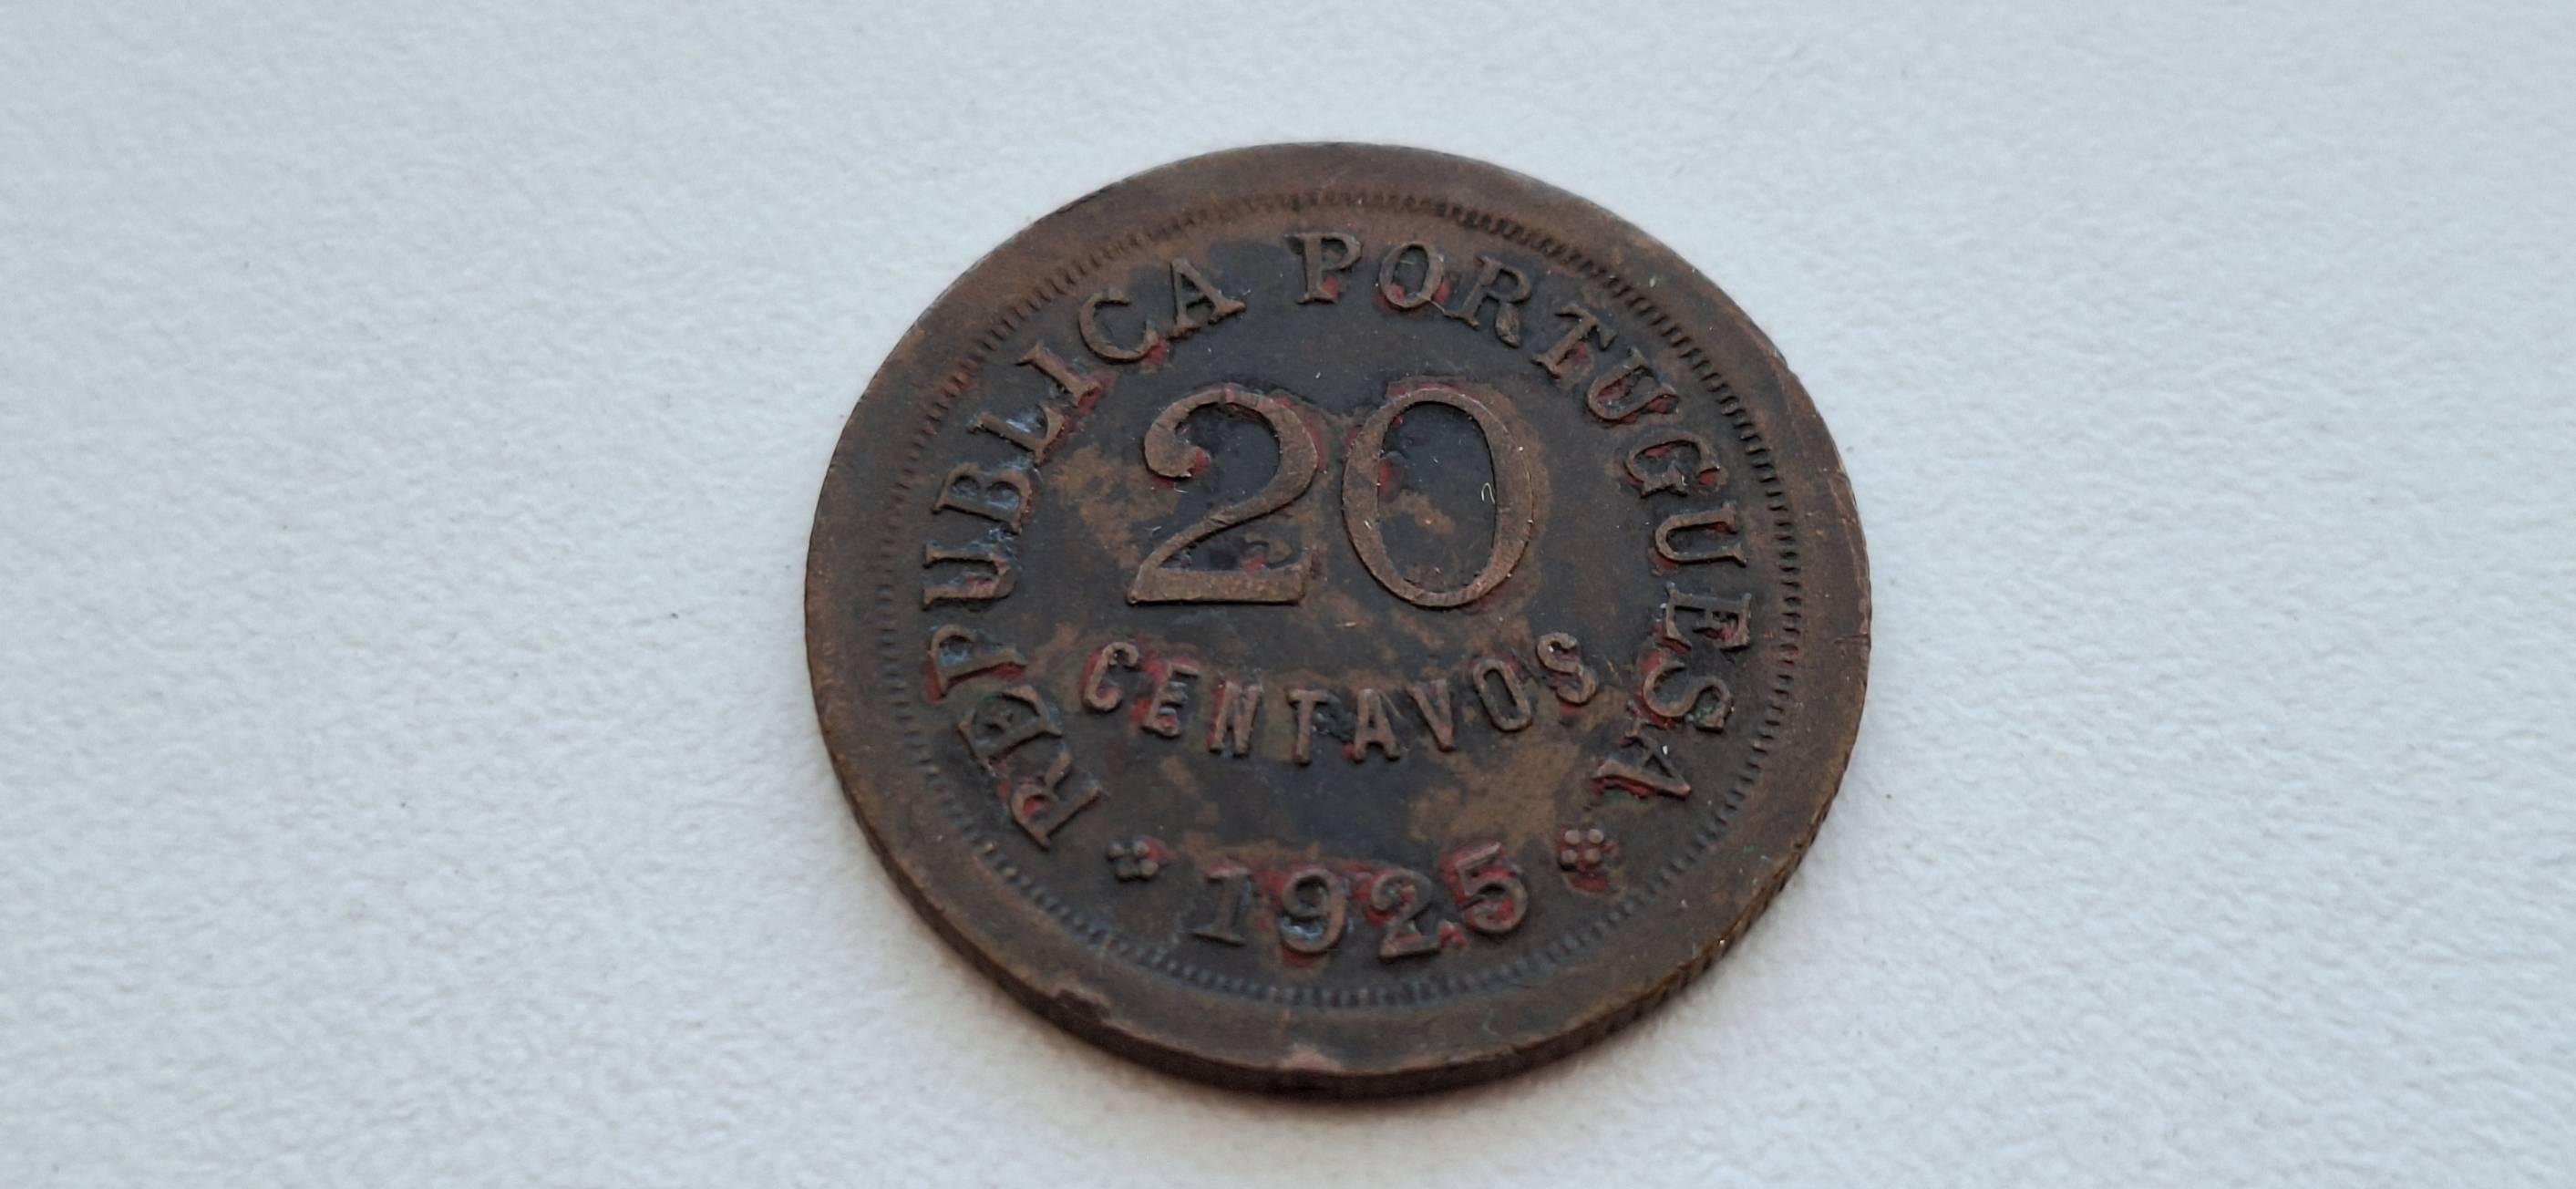 REPUBLICA PORTUGUESA
20
CENTAVOS
1925